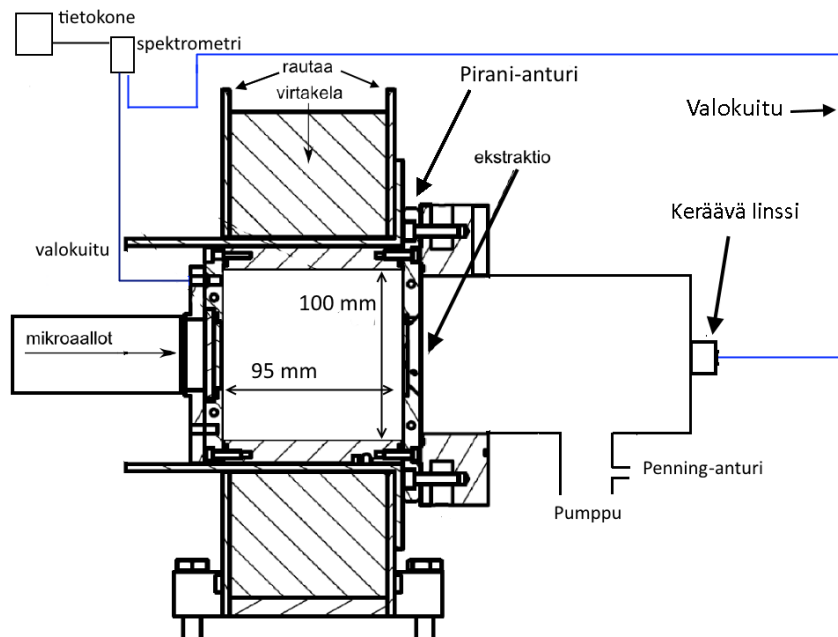 tietokone
spektrometri
rautaa
virtakela
Pirani-anturi
Valokuitu
ekstraktio
Keräävä linssi
valokuitu
100 mm
mikroaallot
95 mm
Penning-anturi
Pumppu